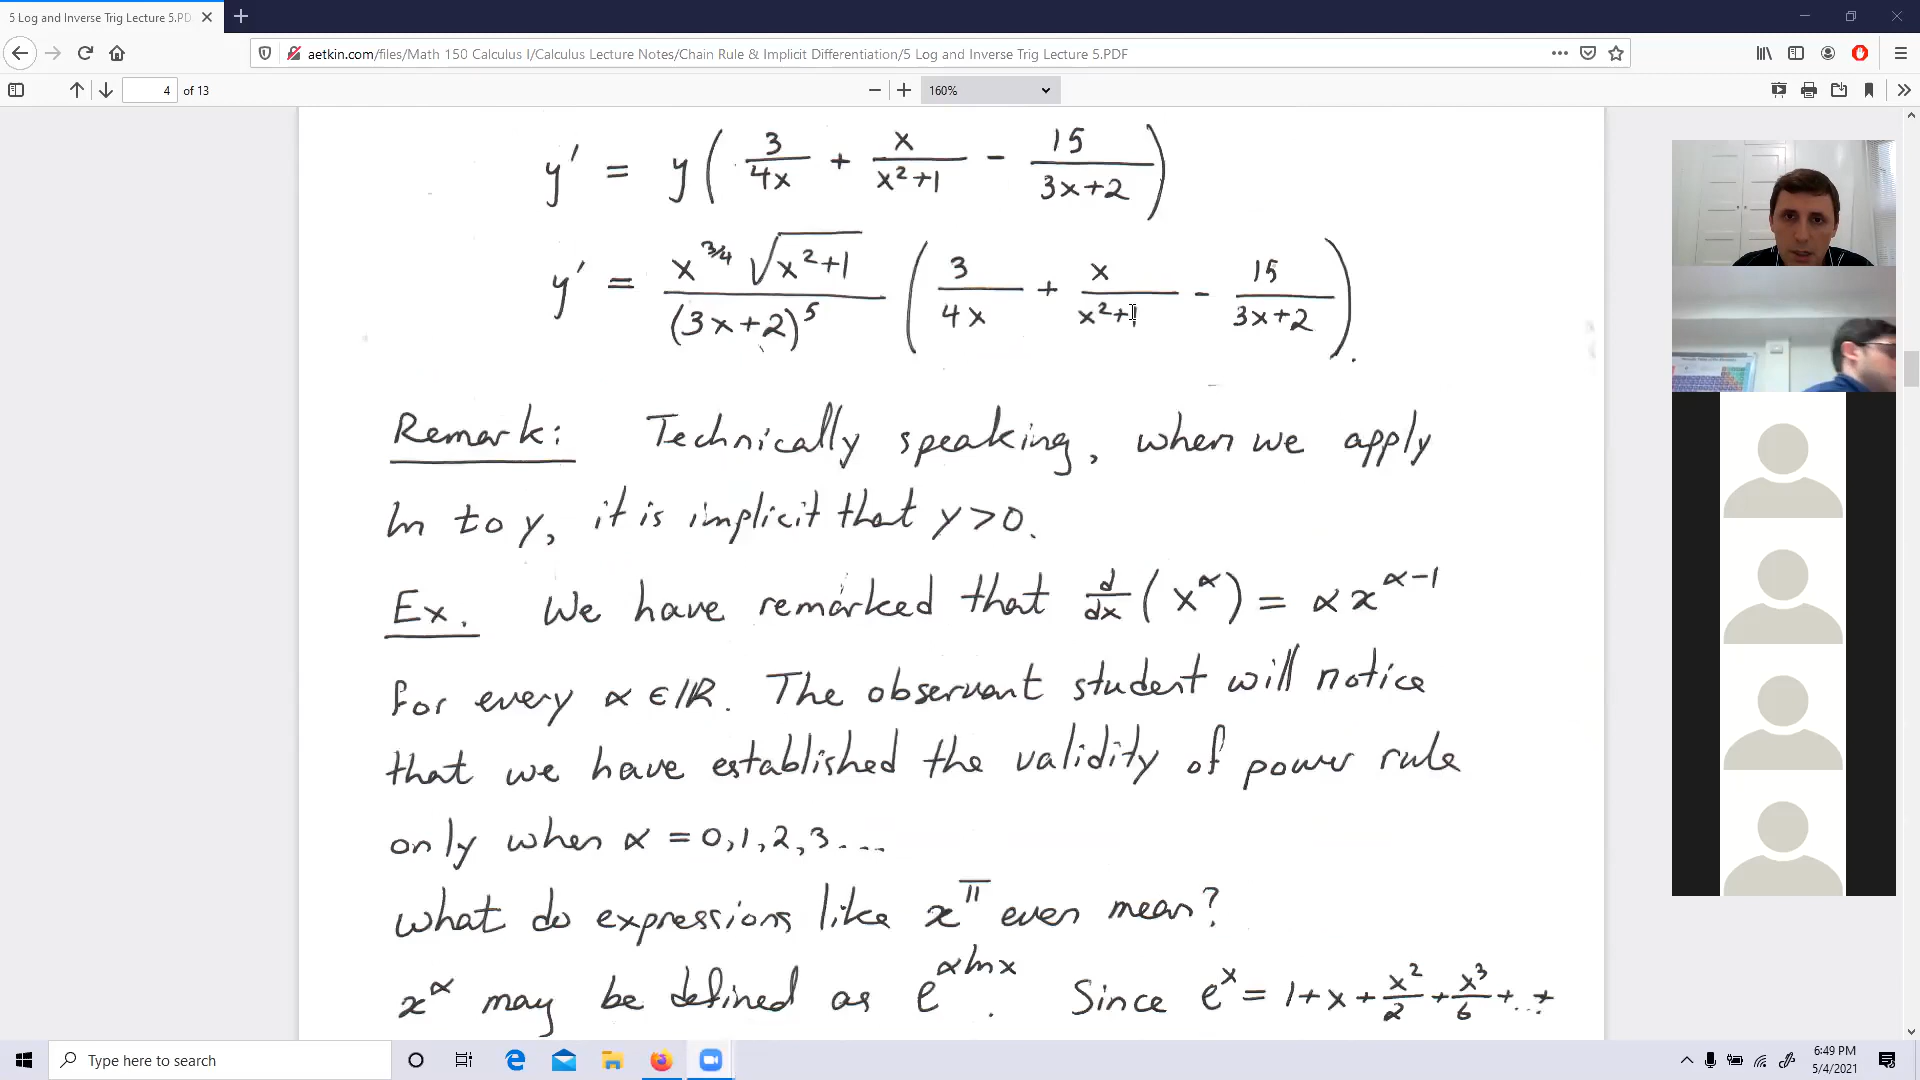 5 Log and Inverse Trig Lecture 5.PD
aetkin.com/files/Math 150 Calculus I/Calculus Lecture Notes/Chain Rule & Implicit Differentiation/5 Log and Inverse Trig Lecture 5.PDF
4 of 13
160%
y' = y ( 3/4x + x/x²+1 − 15/3x+2 )
y' = x^3/4 √x²+1 / (3x+2)⁵ ( 3/4x + x/x²+1 − 15/3x+2 ).
Remark: Technically speaking, when we apply
ln to y, it is implicit that y > 0.
Ex. We have remarked that d/dx ( x^α ) = α x^α−1
for every α ∈ ℝ. The observant student will notice
that we have established the validity of power rule
only when α = 0, 1, 2, 3 ...
What do expressions like x^π even mean?
x^α may be defined as e^α ln x. Since e^x = 1 + x + x²/2 + x³/6 + ... +
Type here to search
6:49 PM
5/4/2021